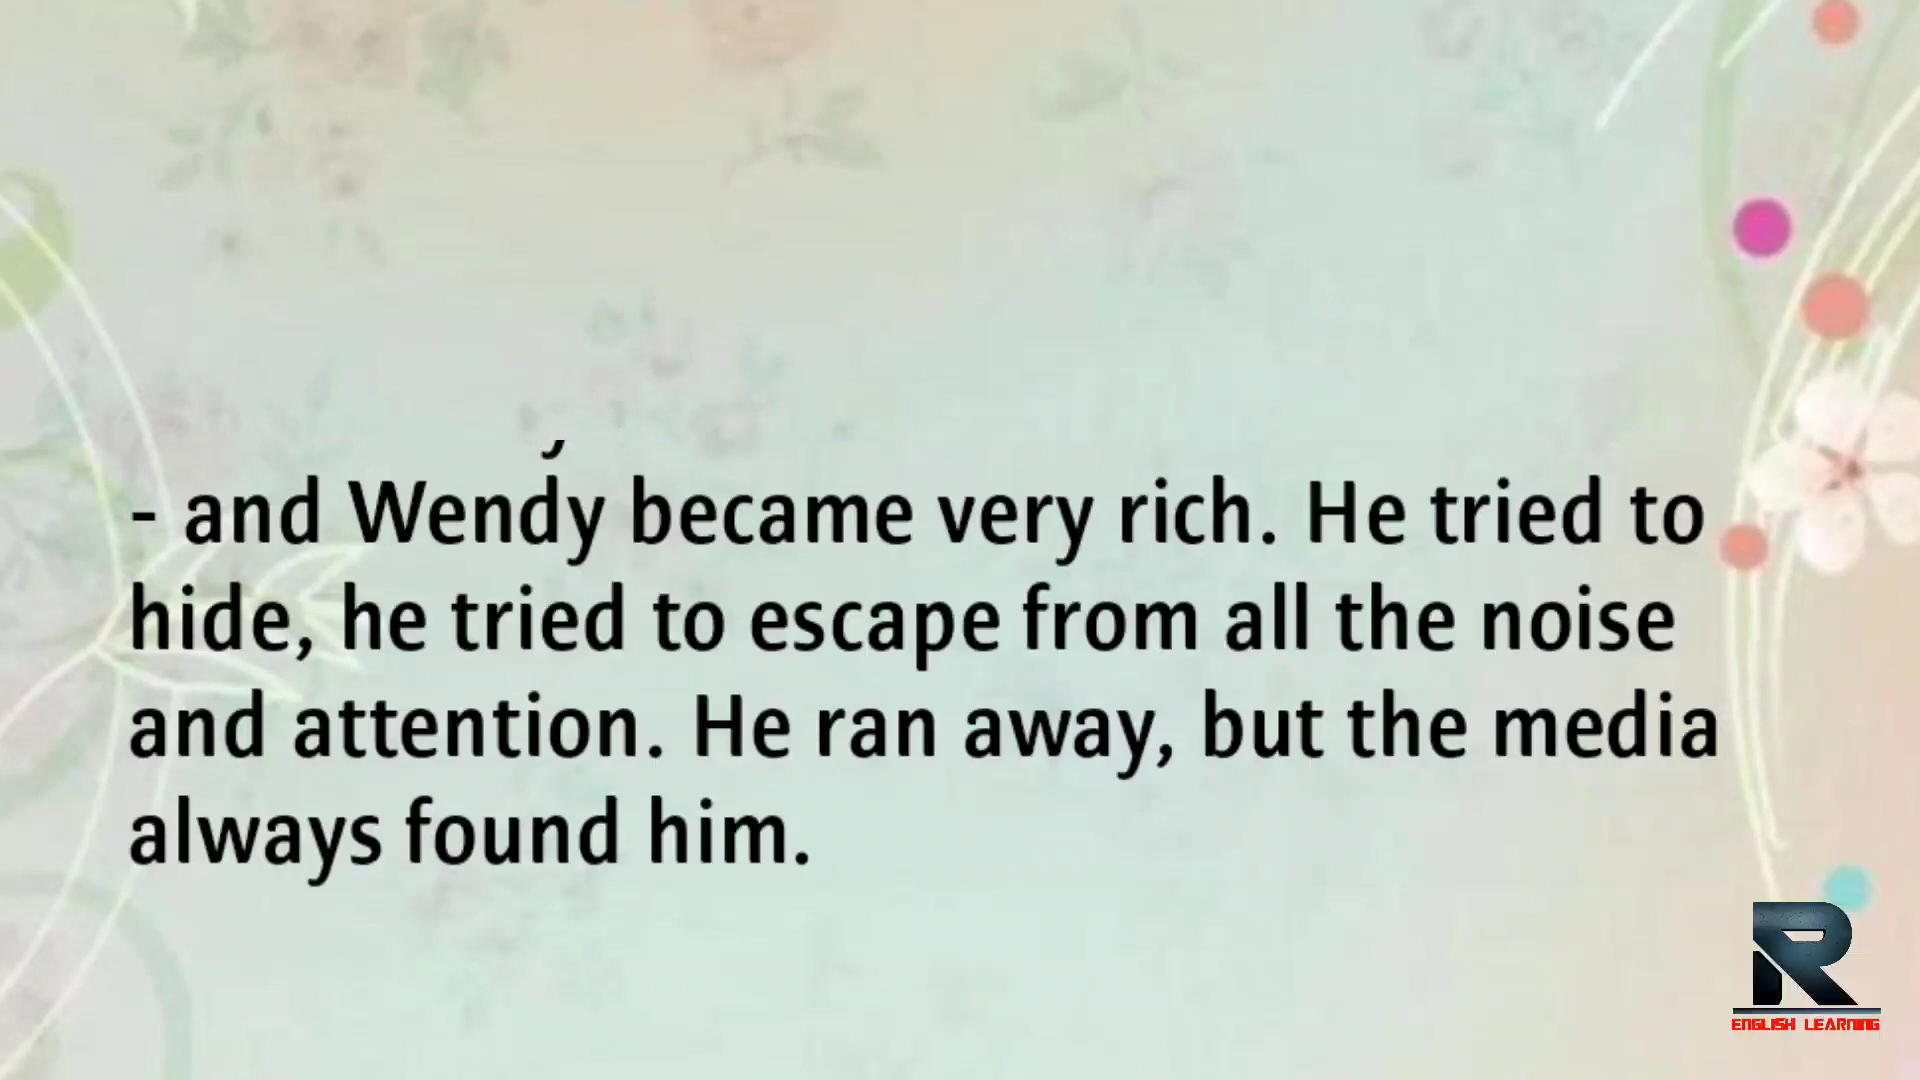 - and Wendy became very rich. He tried to
hide, he tried to escape from all the noise
and attention. He ran away, but the media
always found him.
R
ENGLISH LEARNING